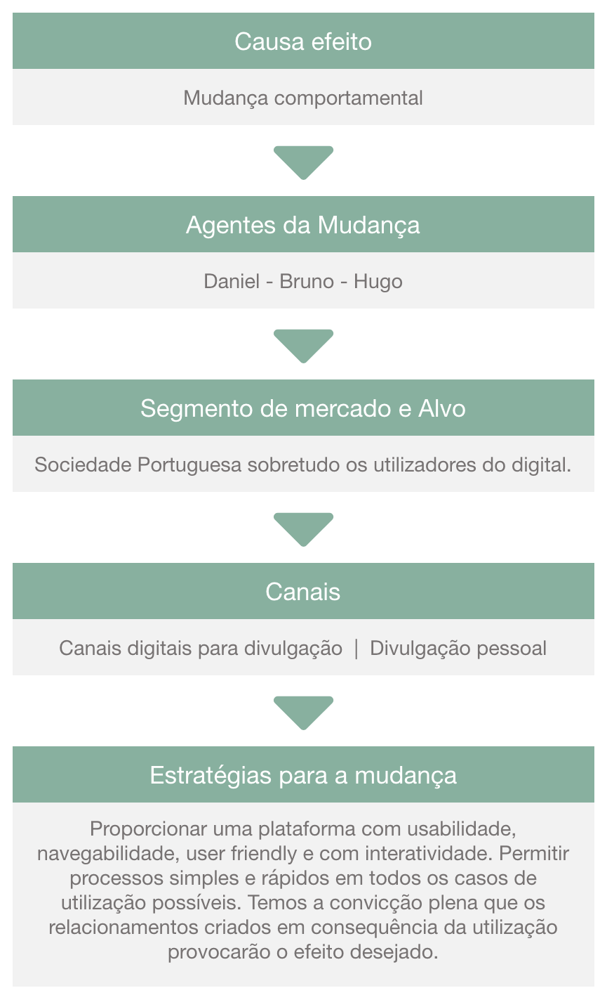 Causa efeito
Mudança comportamental
Agentes da Mudança
Daniel - Bruno - Hugo
Segmento de mercado e Alvo
Sociedade Portuguesa sobretudo os utilizadores do digital.
Canais
Canais digitais para divulgação | Divulgação pessoal
Estratégias para a mudança
Proporcionar uma plataforma com usabilidade,
navegabilidade, user friendly e com interatividade. Permitir
processos simples e rápidos em todos os casos de
utilização possíveis. Temos a convicção plena que os
relacionamentos criados em consequência da utilização
provocarão o efeito desejado.